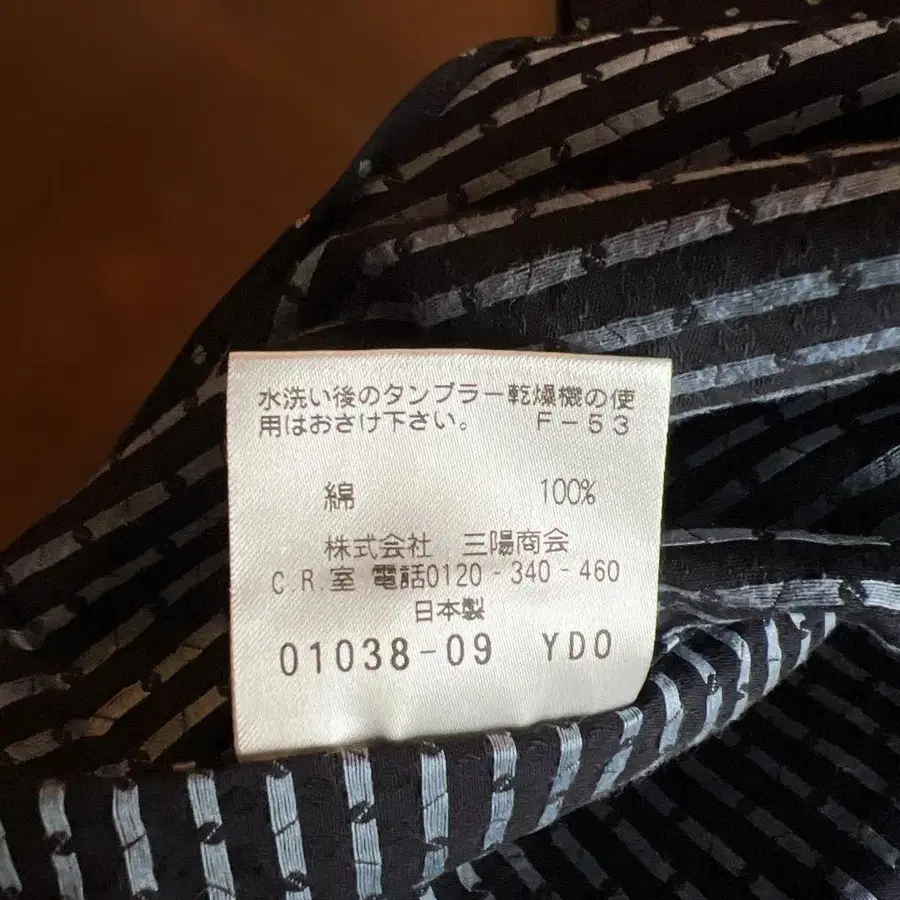 水洗い後のタンブラー乾燥機の使
用はおさけ下さい。 F-53
綿 100%
株式会社 三陽商会
C.R.室 電話0120-340-460
日本製
01038-09 YDO